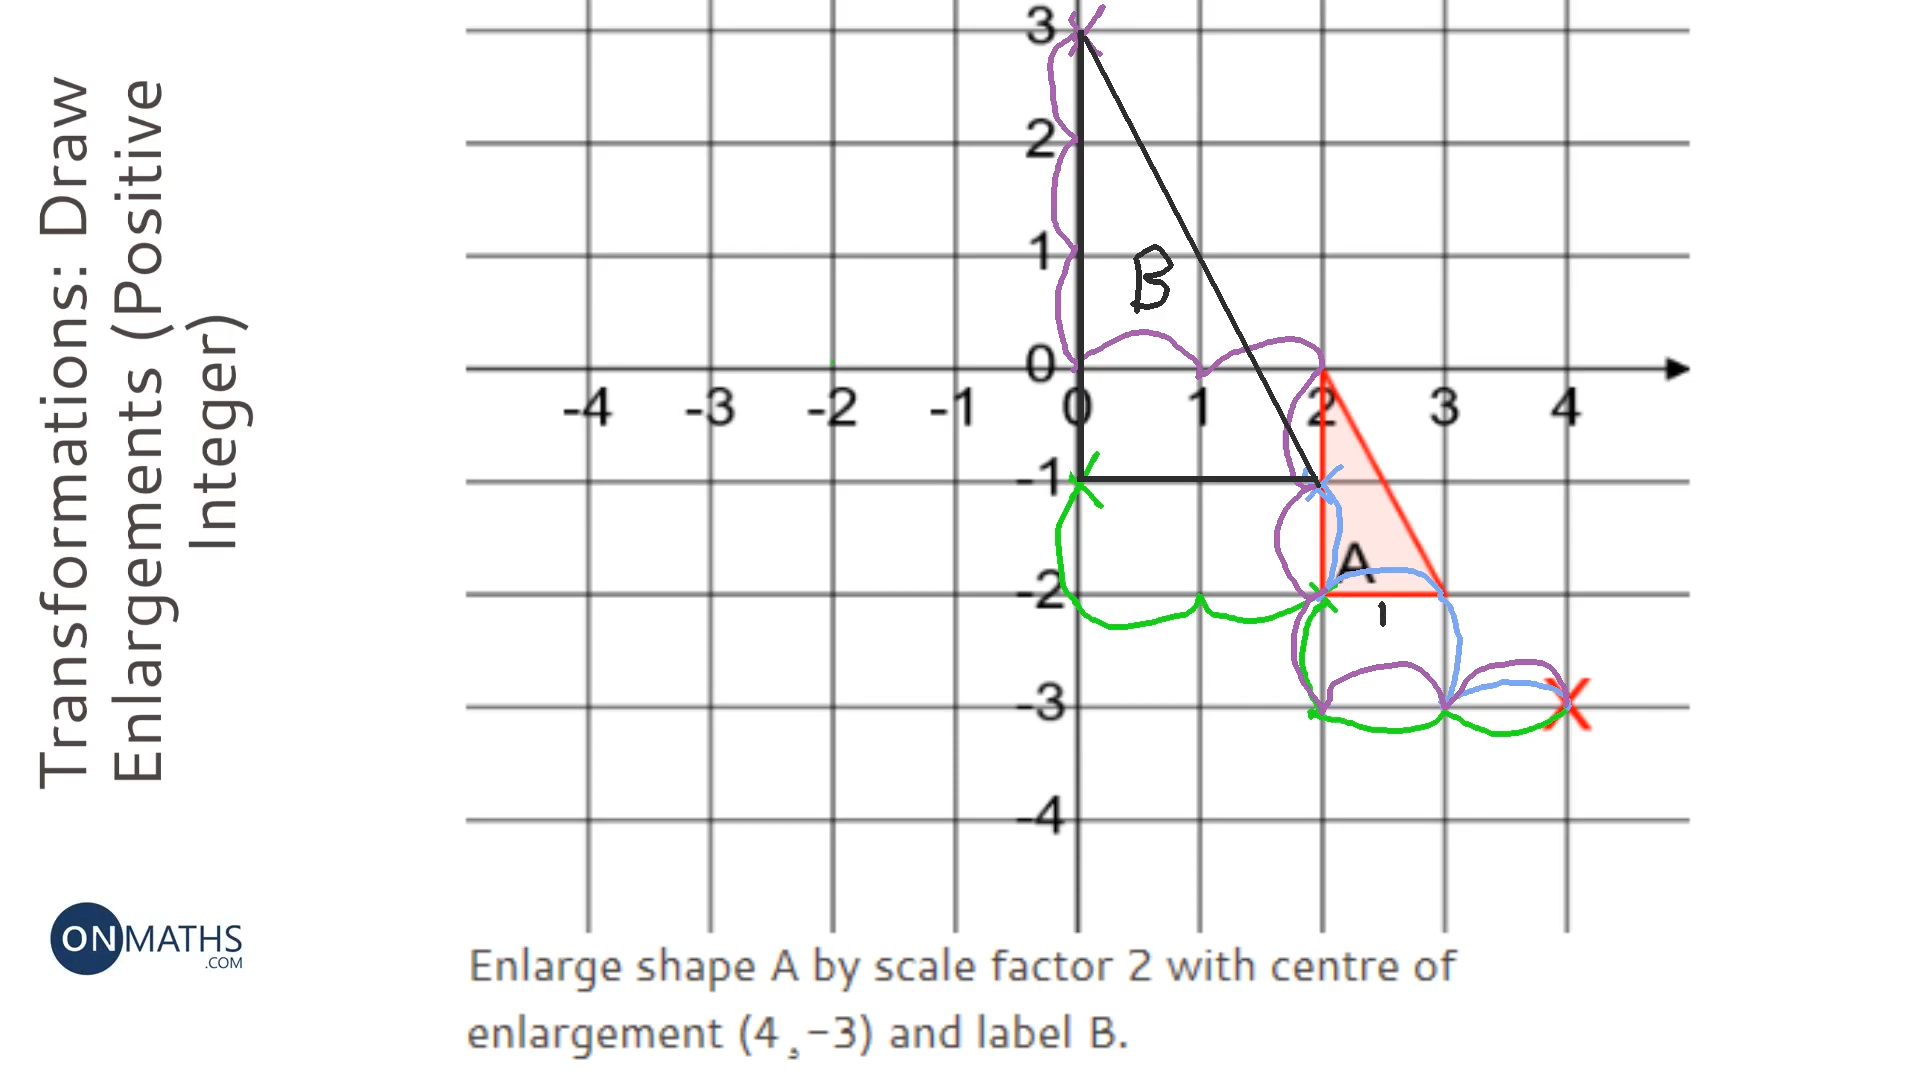 Transformations: Draw
Enlargements (Positive
Integer)
3
2
1
B
0
-4 -3 -2 -1 0 1 2 3 4
-1
A
-2
1
-3
X
-4
ONMATHS
.COM
Enlarge shape A by scale factor 2 with centre of
enlargement (4 ,-3) and label B.